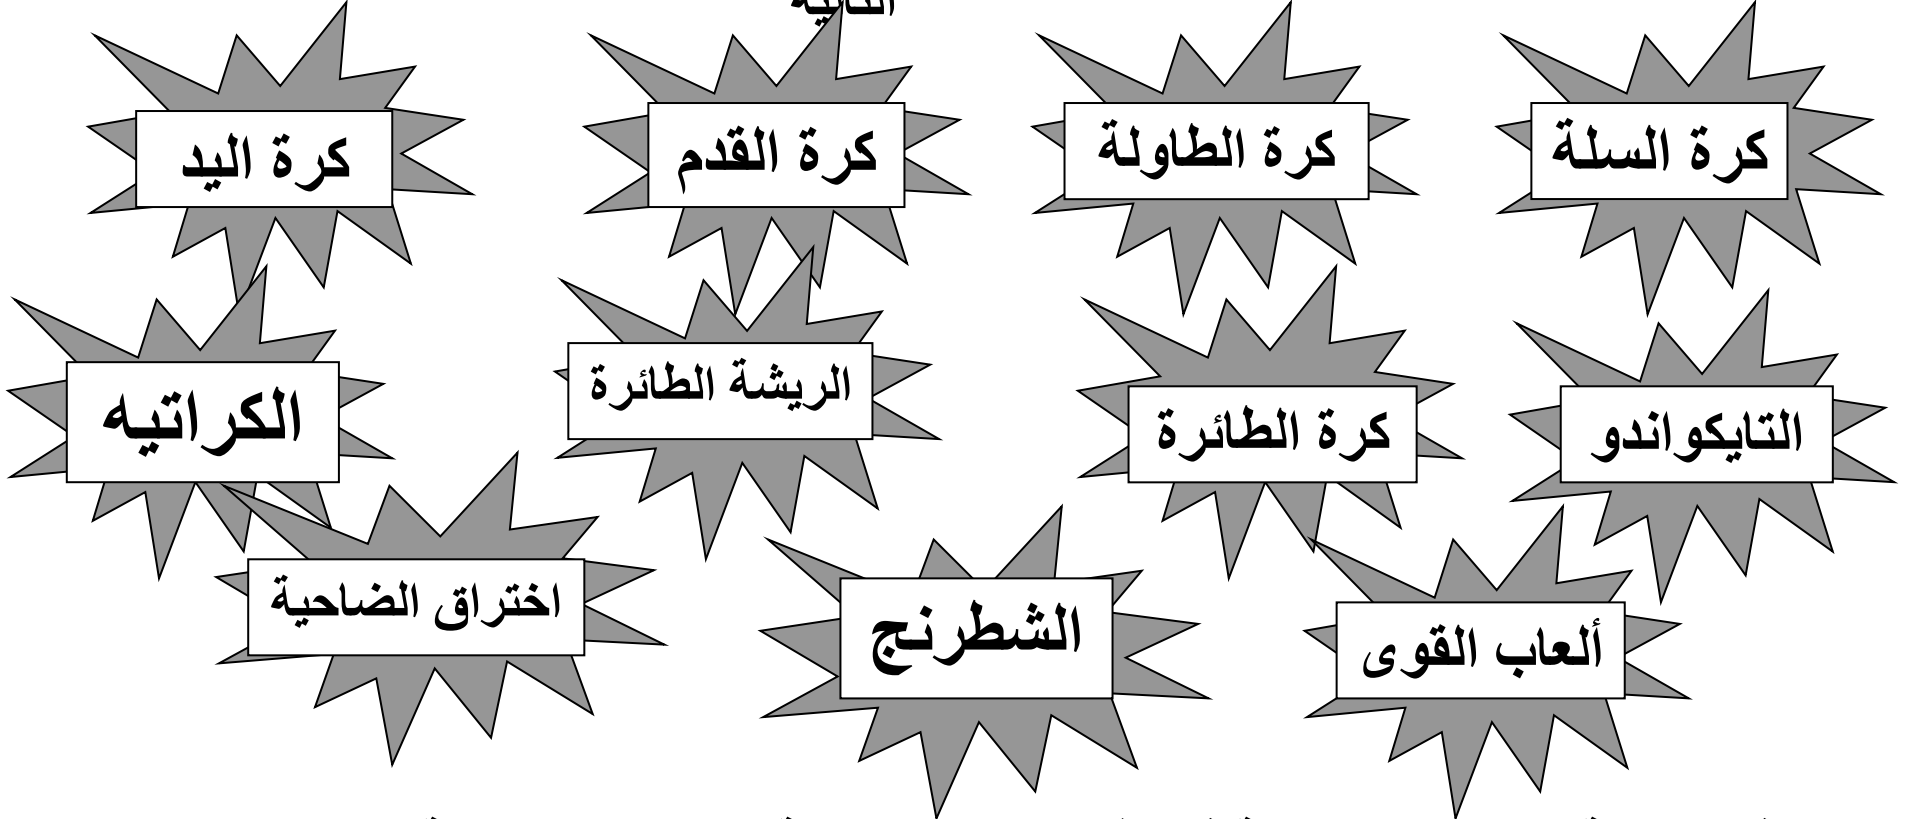 كرة السلة
كرة الطاولة
كرة القدم
كرة اليد
التايكواندو
كرة الطائرة
الريشة الطائرة
الكراتيه
ألعاب القوى
الشطرنج
اختراق الضاحية